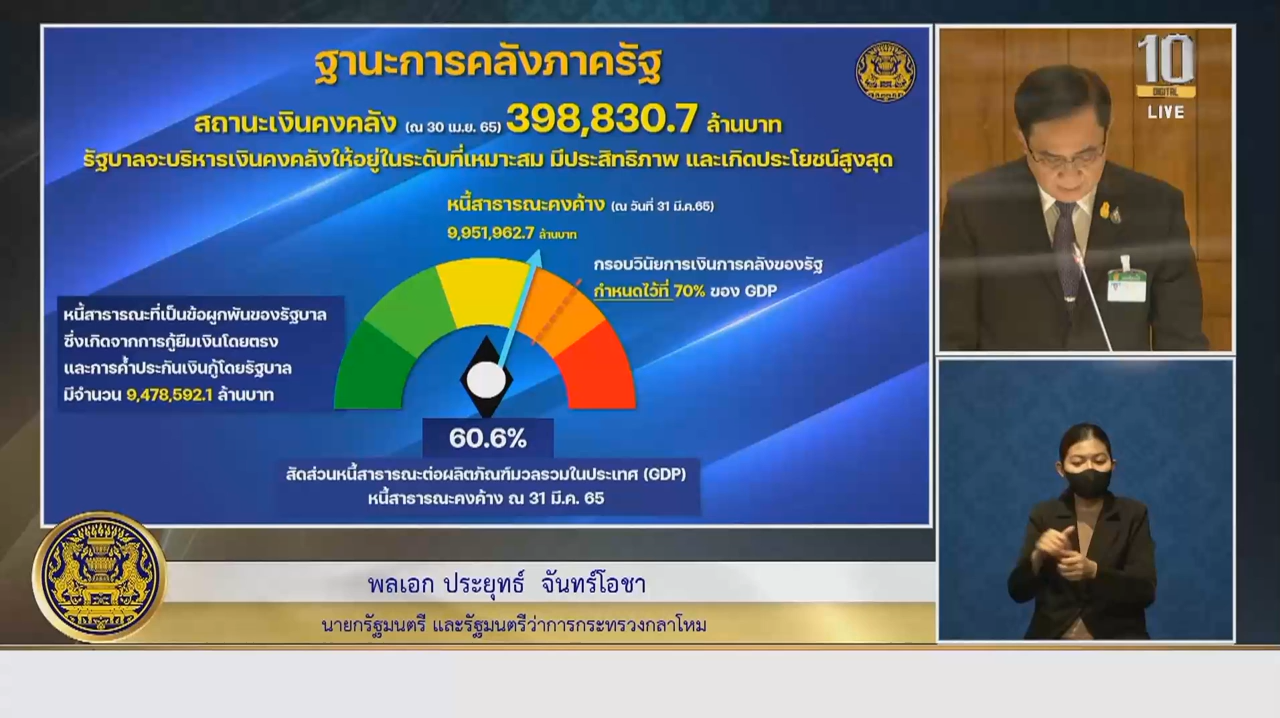 ฐานะการคลังภาครัฐ
สถานะเงินคงคลัง (ณ 30 เม.ย. 65) 398,830.7 ล้านบาท
รัฐบาลจะบริหารเงินคงคลังให้อยู่ในระดับที่เหมาะสม มีประสิทธิภาพ และเกิดประโยชน์สูงสุด
หนี้สาธารณะคงค้าง (ณ วันที่ 31 มี.ค.65)
9,951,962.7 ล้านบาท
กรอบวินัยการเงินการคลังของรัฐ
กำหนดไว้ที่ 70% ของ GDP
หนี้สาธารณะที่เป็นข้อผูกพันของรัฐบาล
ซึ่งเกิดจากการกู้ยืมเงินโดยตรง
และการค้ำประกันเงินกู้โดยรัฐบาล
มีจำนวน 9,478,592.1 ล้านบาท
60.6%
สัดส่วนหนี้สาธารณะต่อผลิตภัณฑ์มวลรวมในประเทศ (GDP)
หนี้สาธารณะคงค้าง ณ 31 มี.ค. 65
10
DIGITAL
LIVE
พลเอก ประยุทธ์ จันทร์โอชา
นายกรัฐมนตรี และรัฐมนตรีว่าการกระทรวงกลาโหม